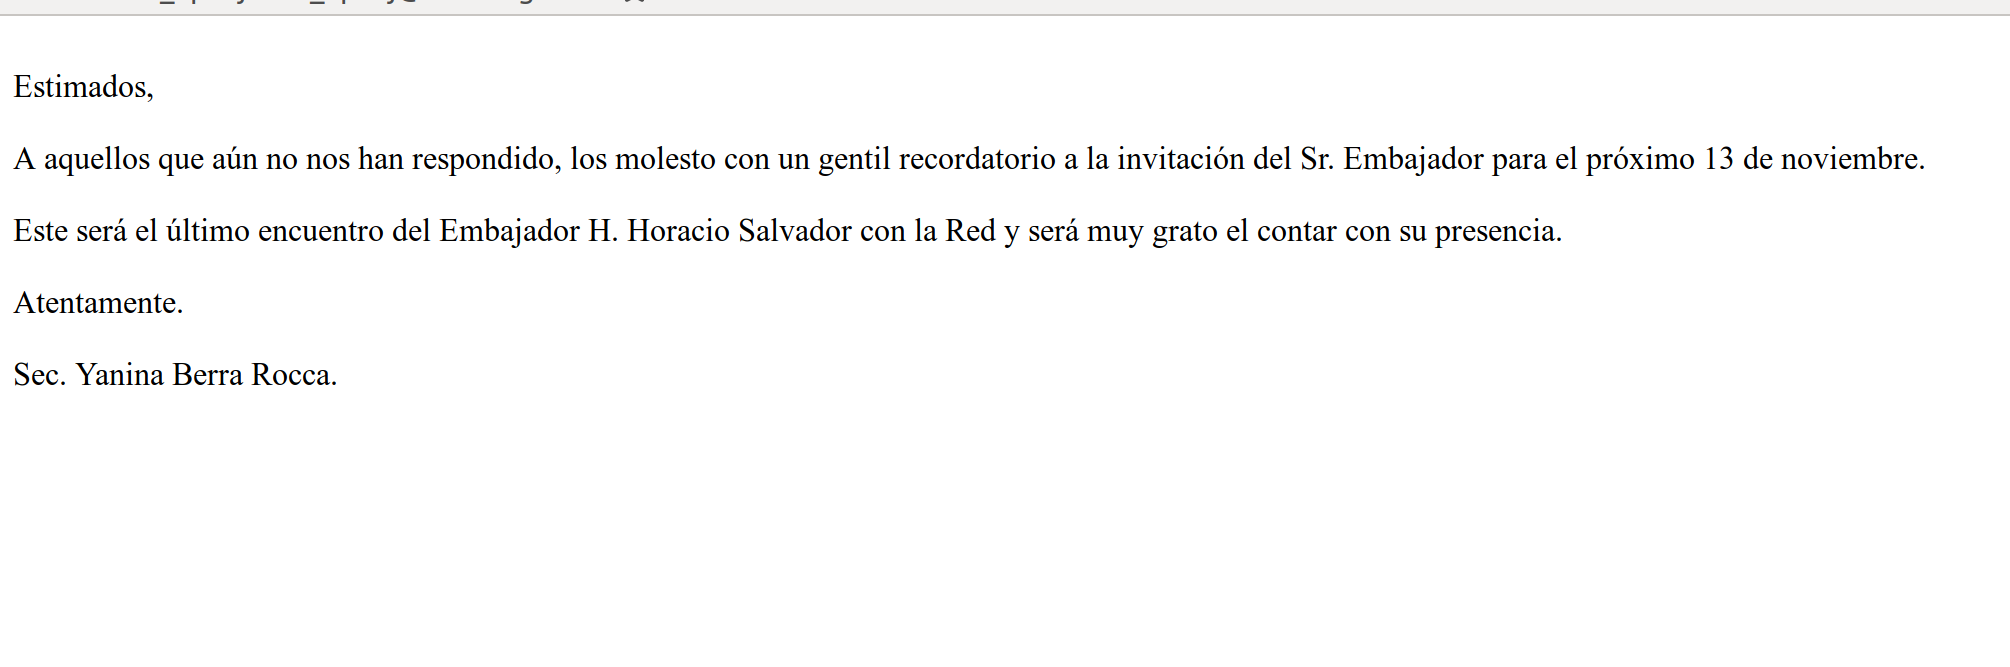 Estimados,
A aquellos que aún no nos han respondido, los molesto con un gentil recordatorio a la invitación del Sr. Embajador para el próximo 13 de noviembre.
Este será el último encuentro del Embajador H. Horacio Salvador con la Red y será muy grato el contar con su presencia.
Atentamente.
Sec. Yanina Berra Rocca.